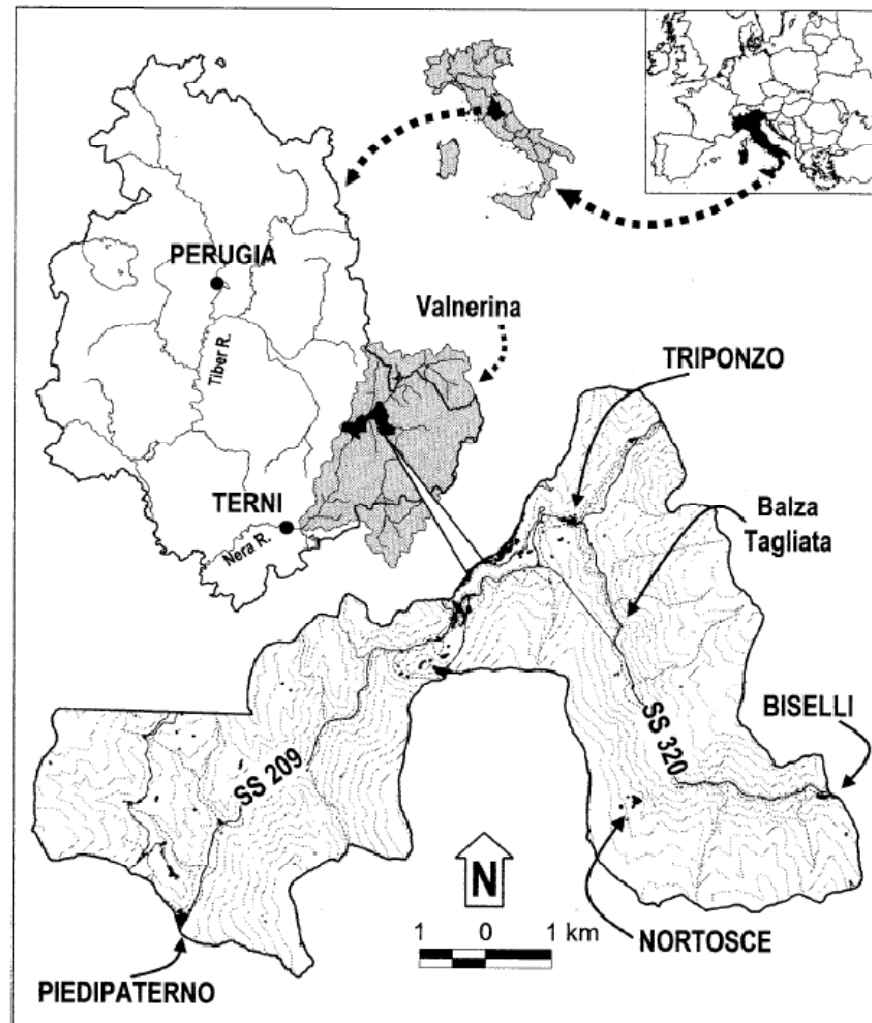 PERUGIA
Tiber R.
Valnerina
TRIPONZO
TERNI
Nera R.
Balza
Tagliata
BISELLI
SS 320
SS 209
N
1 0 1 km
NORTOSCE
PIEDIPATERNO